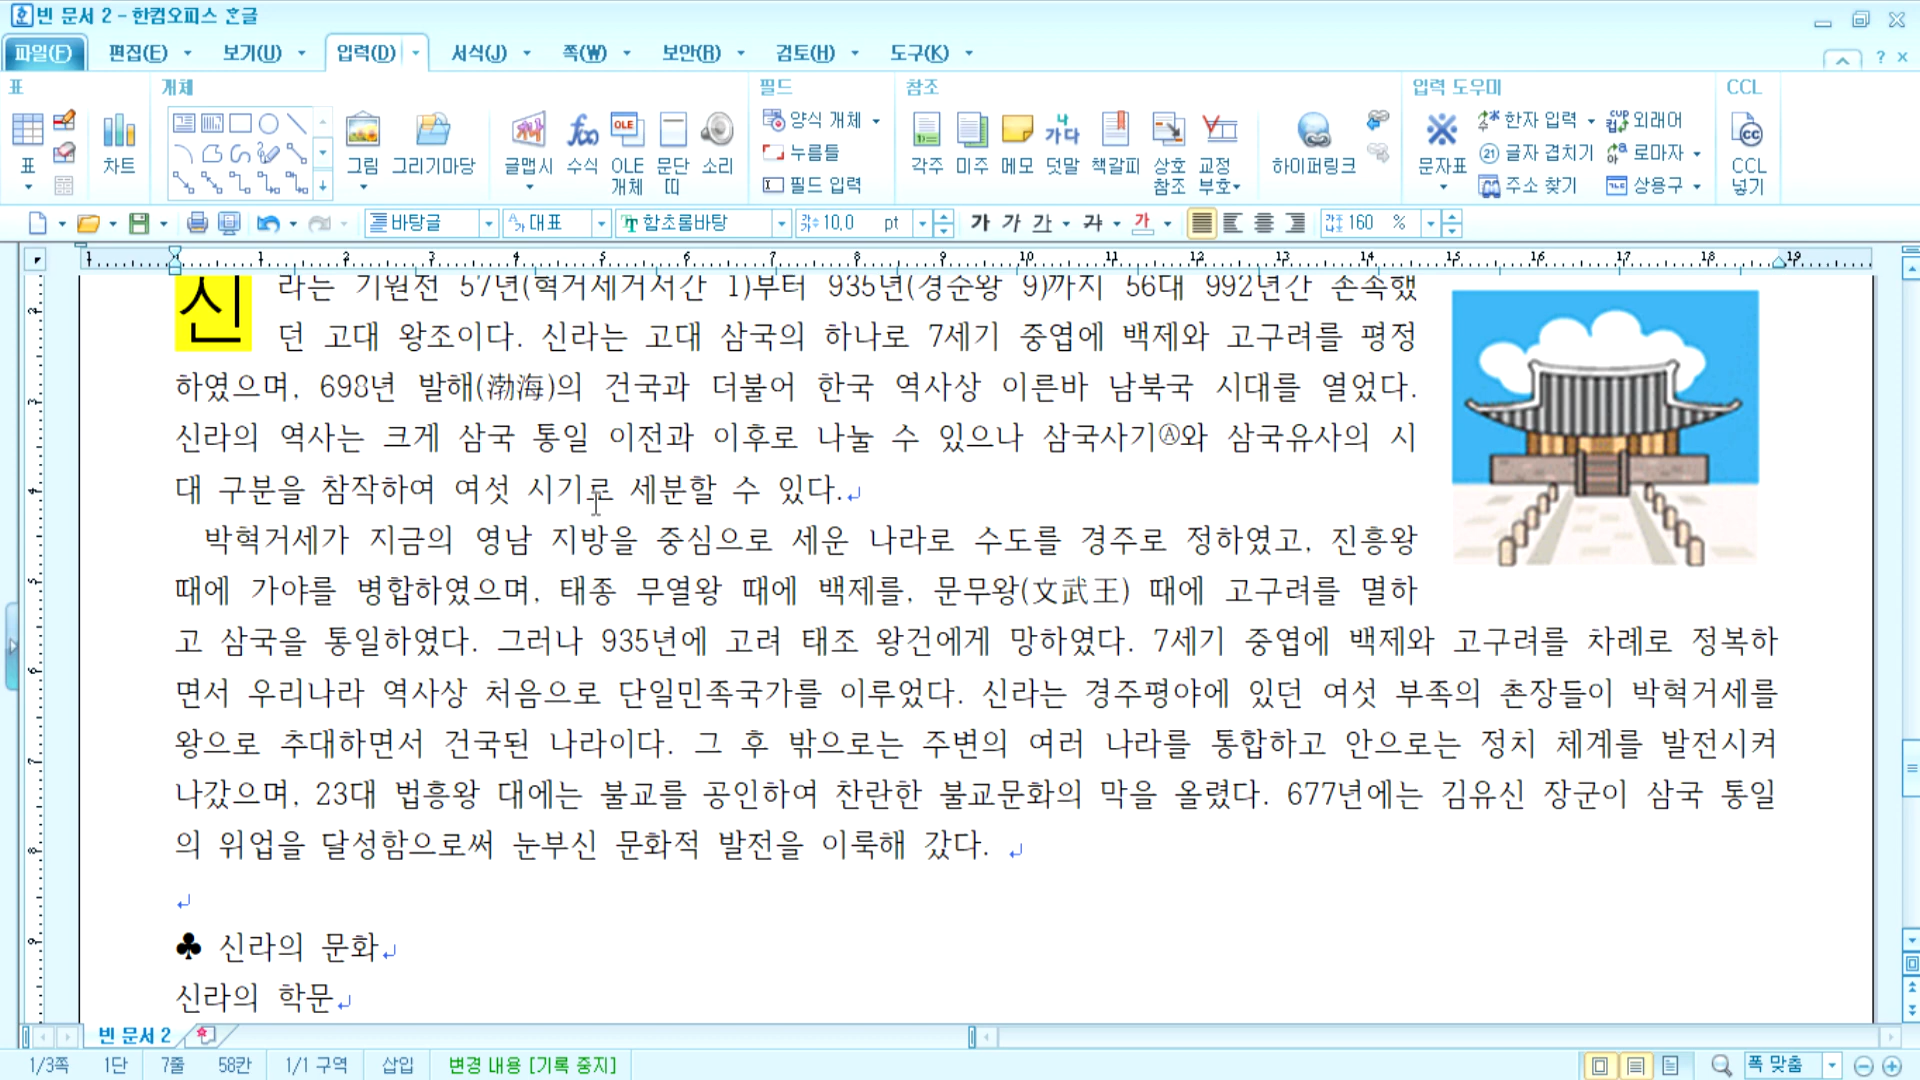 빈 문서 2 - 한컴오피스 한글
파일(F) 편집(E) 보기(U) 입력(D) 서식(J) 쪽(W) 보안(R) 검토(H) 도구(K)
표 개체 필드 참조 입력 도우미 CCL
표 차트 그림 그리기마당 글맵시 수식 OLE 개체 문단 띠 소리
양식 개체
누름틀
필드 입력
각주 미주 메모 덧말 책갈피 상호 참조 교정 부호 하이퍼링크
문자표
한자 입력 외래어
글자 겹치기 로마자
주소 찾기 상용구
CCL 넣기
바탕글 대표 함초롬바탕 10.0 pt 가 가 가 가 가 160 %
1 1 2 3 4 5 6 7 8 9 10 11 12 13 14 15 16 17 18 19
신라는 기원전 57년(혁거세거서간 1)부터 935년(경순왕 9)까지 56대 992년간 존속했
던 고대 왕조이다. 신라는 고대 삼국의 하나로 7세기 중엽에 백제와 고구려를 평정
하였으며, 698년 발해(渤海)의 건국과 더불어 한국 역사상 이른바 남북국 시대를 열었다.
신라의 역사는 크게 삼국 통일 이전과 이후로 나눌 수 있으나 삼국사기Ⓐ와 삼국유사의 시
대 구분을 참작하여 여섯 시기로 세분할 수 있다.
박혁거세가 지금의 영남 지방을 중심으로 세운 나라로 수도를 경주로 정하였고, 진흥왕
때에 가야를 병합하였으며, 태종 무열왕 때에 백제를, 문무왕(文武王) 때에 고구려를 멸하
고 삼국을 통일하였다. 그러나 935년에 고려 태조 왕건에게 망하였다. 7세기 중엽에 백제와 고구려를 차례로 정복하
면서 우리나라 역사상 처음으로 단일민족국가를 이루었다. 신라는 경주평야에 있던 여섯 부족의 촌장들이 박혁거세를
왕으로 추대하면서 건국된 나라이다. 그 후 밖으로는 주변의 여러 나라를 통합하고 안으로는 정치 체계를 발전시켜
나갔으며, 23대 법흥왕 대에는 불교를 공인하여 찬란한 불교문화의 막을 올렸다. 677년에는 김유신 장군이 삼국 통일
의 위업을 달성함으로써 눈부신 문화적 발전을 이룩해 갔다.
♣ 신라의 문화
신라의 학문
빈 문서 2
1/3쪽 1단 7줄 58칸 1/1 구역 삽입 변경 내용 [기록 중지] 폭 맞춤